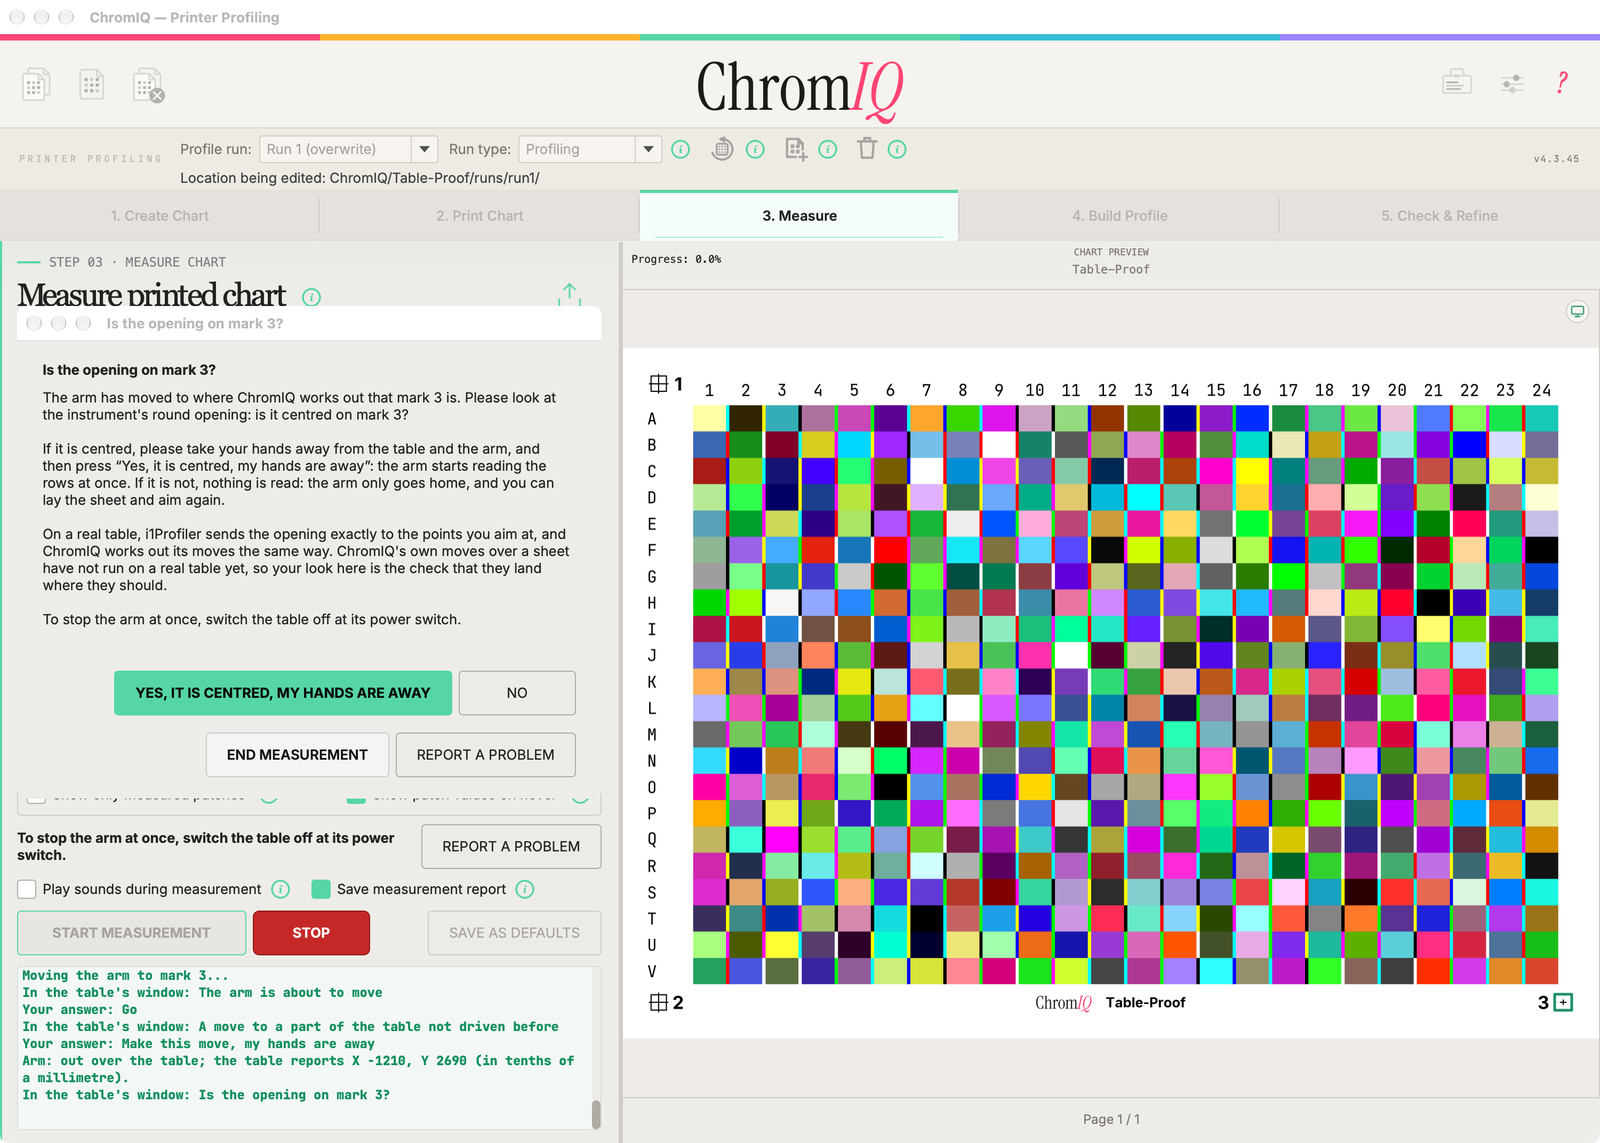 ChromIQ — Printer Profiling
ChromIQ
?
PRINTER PROFILING
Profile run:
Run 1 (overwrite)
Run type:
Profiling
v4.3.45
Location being edited: ChromIQ/Table-Proof/runs/run1/
1. Create Chart
2. Print Chart
3. Measure
4. Build Profile
5. Check & Refine
STEP 03 · MEASURE CHART
Measure printed chart
Is the opening on mark 3?
Is the opening on mark 3?
The arm has moved to where ChromIQ works out that mark 3 is. Please look at
the instrument's round opening: is it centred on mark 3?
If it is centred, please take your hands away from the table and the arm, and
then press “Yes, it is centred, my hands are away”: the arm starts reading the
rows at once. If it is not, nothing is read: the arm only goes home, and you can
lay the sheet and aim again.
On a real table, i1Profiler sends the opening exactly to the points you aim at, and
ChromIQ works out its moves the same way. ChromIQ's own moves over a sheet
have not run on a real table yet, so your look here is the check that they land
where they should.
To stop the arm at once, switch the table off at its power switch.
YES, IT IS CENTRED, MY HANDS ARE AWAY
NO
END MEASUREMENT
REPORT A PROBLEM
To stop the arm at once, switch the table off at its power
switch.
REPORT A PROBLEM
Play sounds during measurement
Save measurement report
START MEASUREMENT
STOP
SAVE AS DEFAULTS
Moving the arm to mark 3...
In the table's window: The arm is about to move
Your answer: Go
In the table's window: A move to a part of the table not driven before
Your answer: Make this move, my hands are away
Arm: out over the table; the table reports X -1210, Y 2690 (in tenths of
a millimetre).
In the table's window: Is the opening on mark 3?
Progress: 0.0%
CHART PREVIEW
Table-Proof
1
1 2 3 4 5 6 7 8 9 10 11 12 13 14 15 16 17 18 19 20 21 22 23 24
A
B
C
D
E
F
G
H
I
J
K
L
M
N
O
P
Q
R
S
T
U
V
2
ChromIQ Table-Proof
3
Page 1 / 1